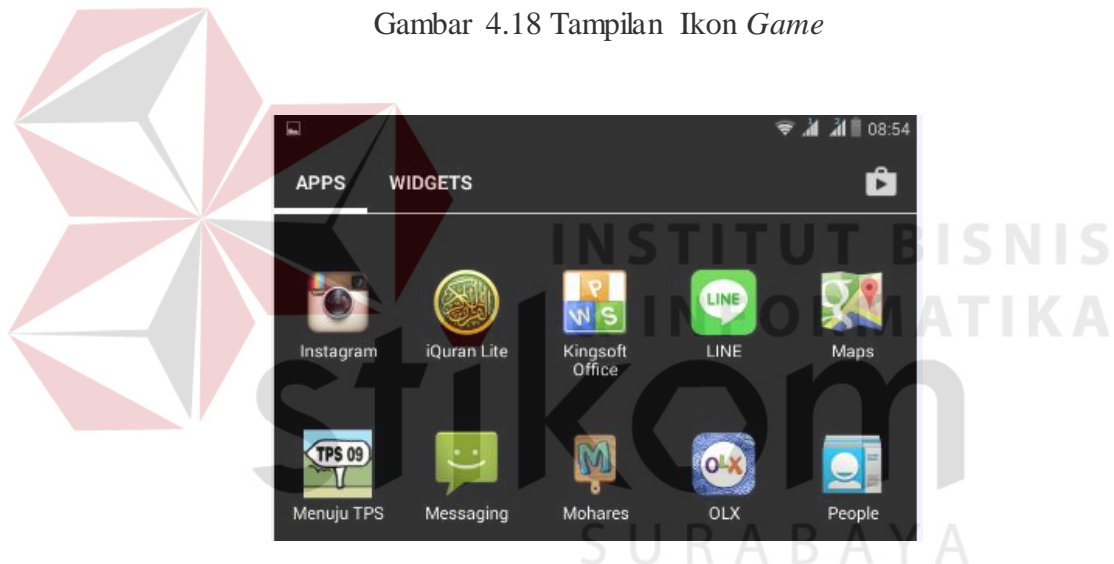 Gambar 4.18 Tampilan Ikon Game
08:54
APPS WIDGETS
INSTITUT BISNIS
& INFORMATIKA
stikom
SURABAYA
Instagram iQuran Lite Kingsoft Office LINE Maps
P
W S
LINE
g
TPS 09
M
OLX
Menuju TPS Messaging Mohares OLX People